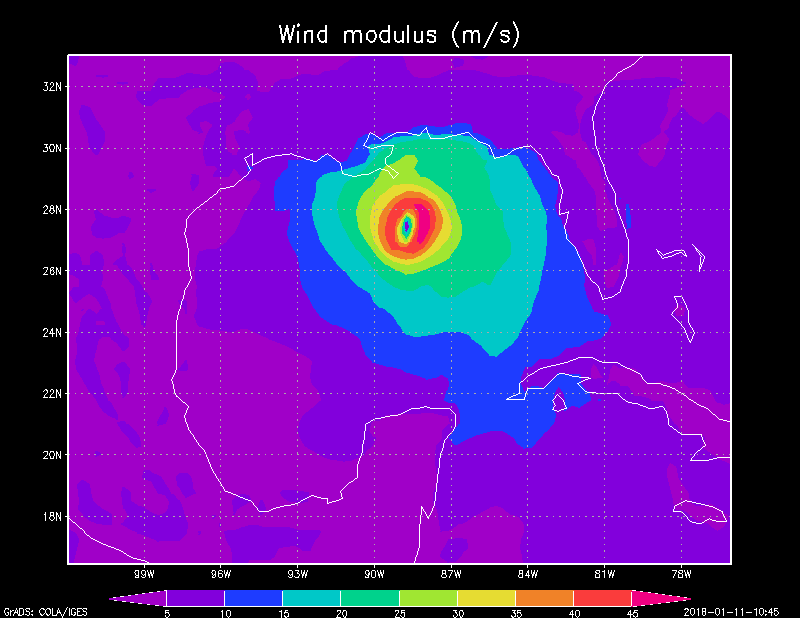 Wind modulus (m/s)
32N
30N
28N
26N
24N
22N
20N
18N
99W 96W 93W 90W 87W 84W 81W 78W
5 10 15 20 25 30 35 40 45
GrADS: COLA/IGES 2018-01-11-10:45